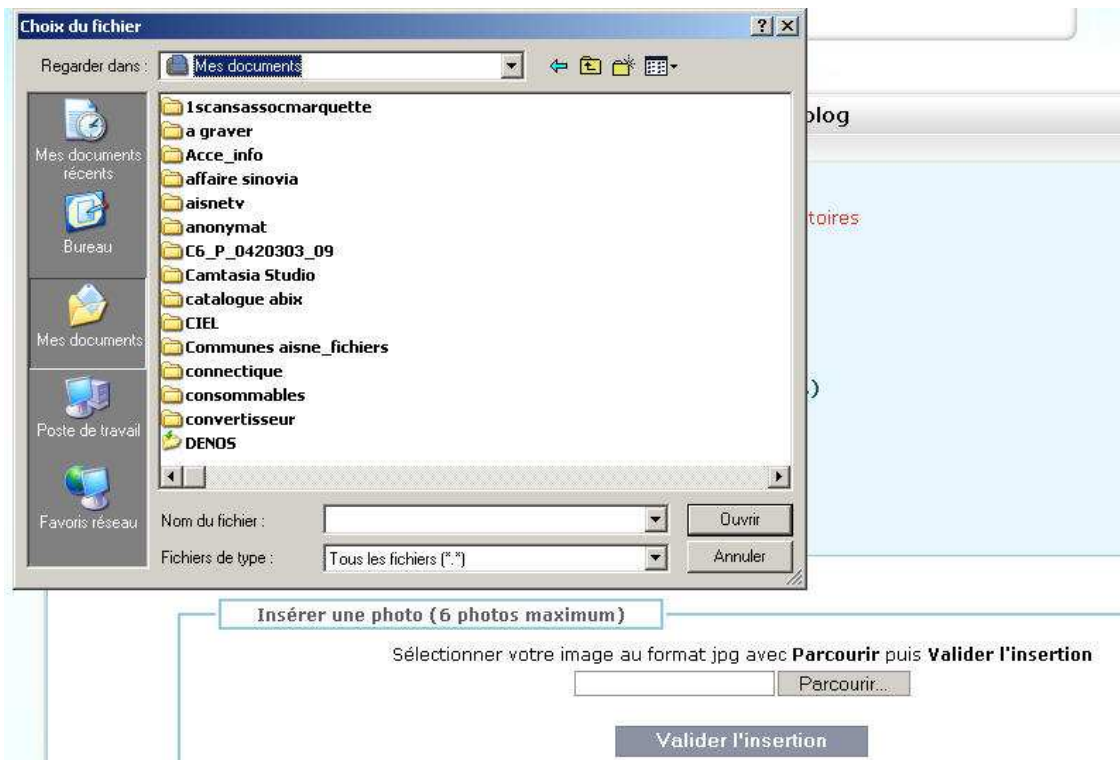 Choix du fichier
Regarder dans :
Mes documents
Mes documents
récents
Bureau
Mes documents
Poste de travail
Favoris réseau
1scansassocmarquette
a graver
Acce_info
affaire sinovia
aisnetv
anonymat
C6_P_0420303_09
Camtasia Studio
catalogue abix
CIEL
Communes aisne_fichiers
connectique
consommables
convertisseur
DENOS
Nom du fichier :
Ouvrir
Fichiers de type :
Tous les fichiers (*.*)
Annuler
blog
toires
)
Insérer une photo (6 photos maximum)
Sélectionner votre image au format jpg avec Parcourir puis Valider l'insertion
Parcourir...
Valider l'insertion